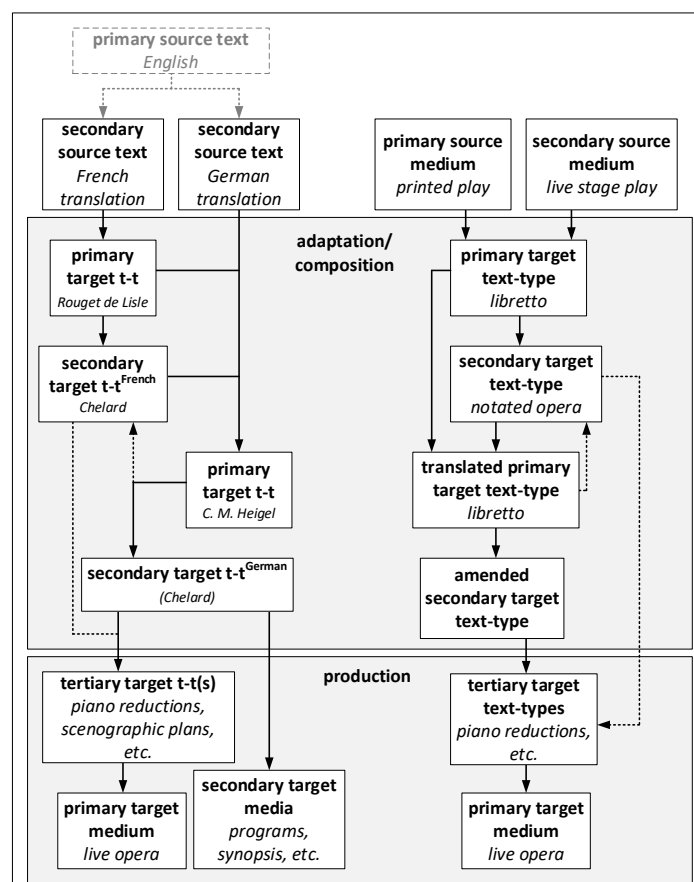 primary source text
English
secondary
source text
French
translation
secondary
source text
German
translation
primary source
medium
printed play
secondary source
medium
live stage play
adaptation/
composition
primary
target t-t
Rouget de Lisle
primary target
text-type
libretto
secondary
target t-tFrench
Chelard
secondary target
text-type
notated opera
primary
target t-t
C. M. Heigel
translated primary
target text-type
libretto
secondary target t-tGerman
(Chelard)
amended
secondary target
text-type
production
tertiary target t-t(s)
piano reductions,
scenographic plans,
etc.
tertiary target
text-types
piano reductions,
etc.
primary target
medium
live opera
secondary target
media
programs,
synopsis, etc.
primary target
medium
live opera